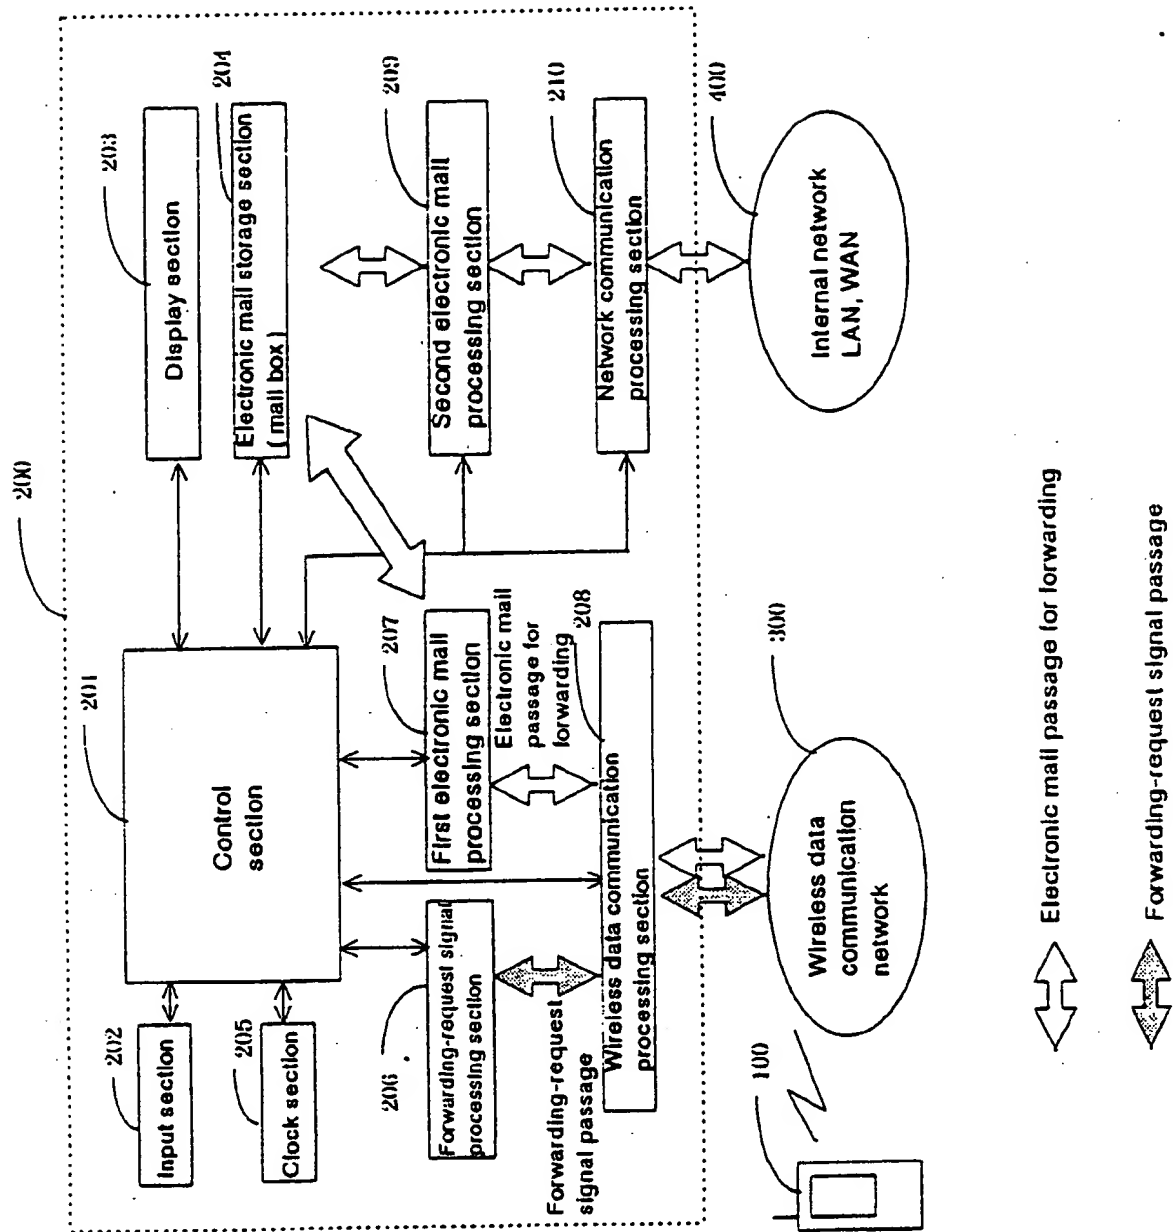 200
201
203
Display section
204
Electronic mail storage section
( mail box )
202
Input section
205
Clock section
Control
section
206
Forwarding-request signal
processing section
207
First electronic mail
processing section
209
Second electronic mail
processing section
Forwarding-request
signal passage
Electronic mail
passage for
forwarding
208
Wireless data communication
processing section
210
Network communication
processing section
100
300
Wireless data
communication
network
400
Internal network
LAN, WAN
Electronic mail passage for forwarding
Forwarding-request signal passage